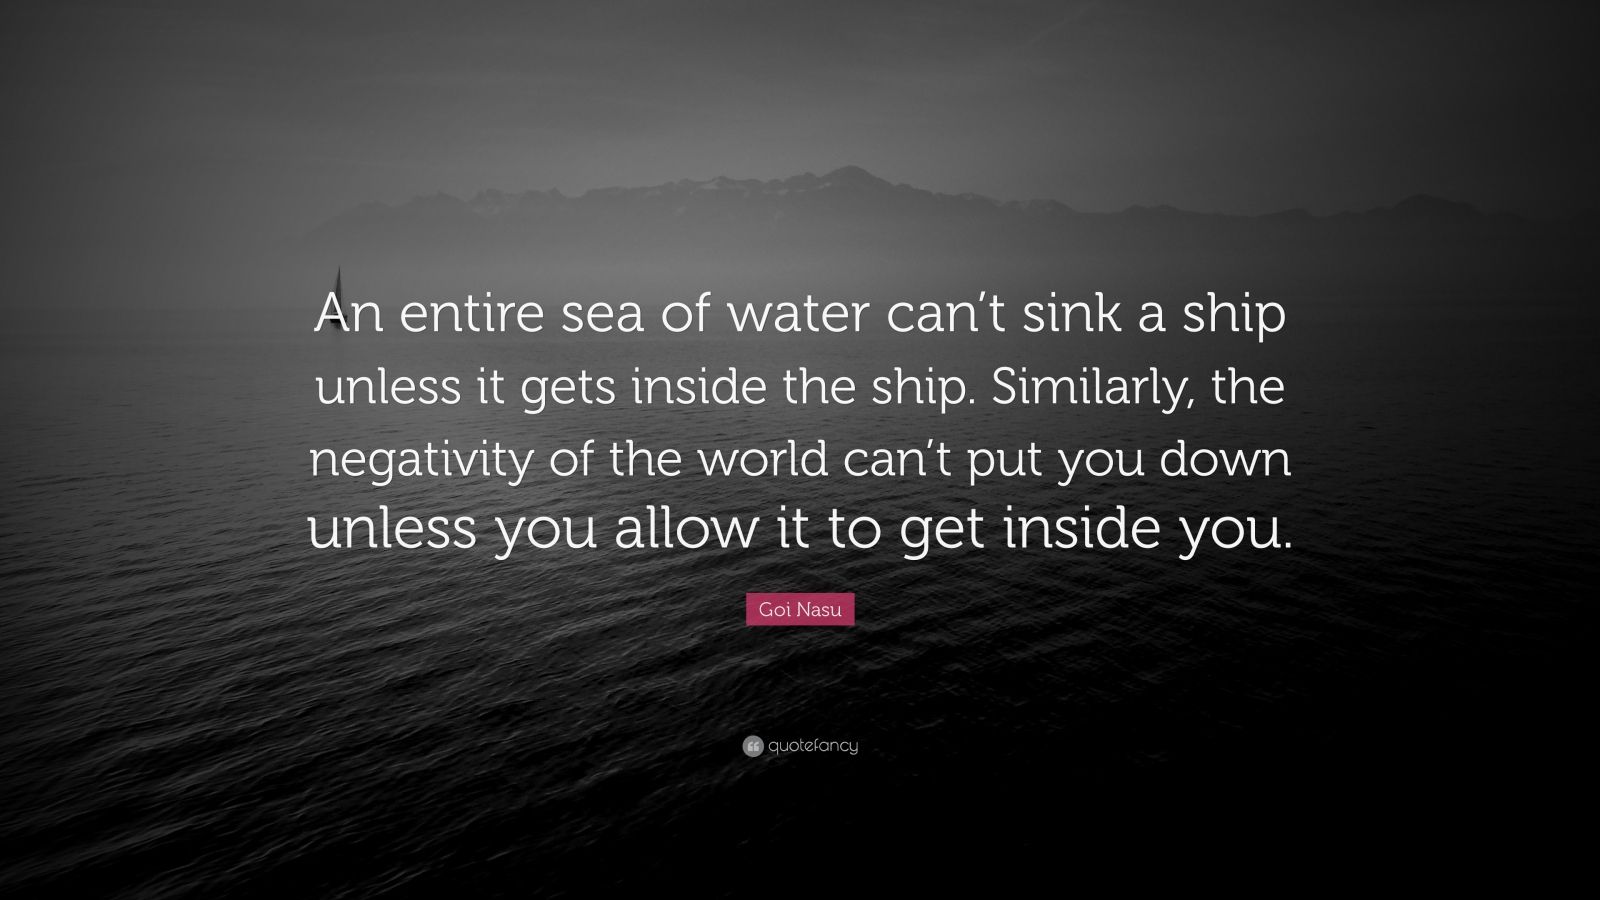 An entire sea of water can’t sink a ship
unless it gets inside the ship. Similarly, the
negativity of the world can’t put you down
unless you allow it to get inside you.
Goi Nasu
quotefancy